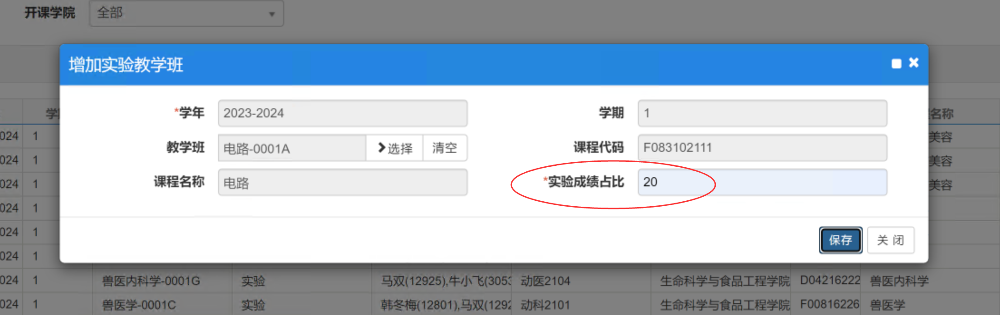 开课学院 全部
增加实验教学班
*学年 2023-2024 学期 1
教学班 电路-0001A 选择 清空 课程代码 F083102111
课程名称 电路 *实验成绩占比 20
保存 关 闭
名称
024 1 美容
024 1 美容
024 1 美容
024 1
024 1
024 1
024 1 兽医内科学-0001G 实验 马双(12925),牛小飞(3053 动医2104 生命科学与食品工程学院 D04216222 兽医内科学
024 1 兽医学-0001C 实验 韩冬梅(12801),马双(1292 动科2101 生命科学与食品工程学院 F00816226 兽医学